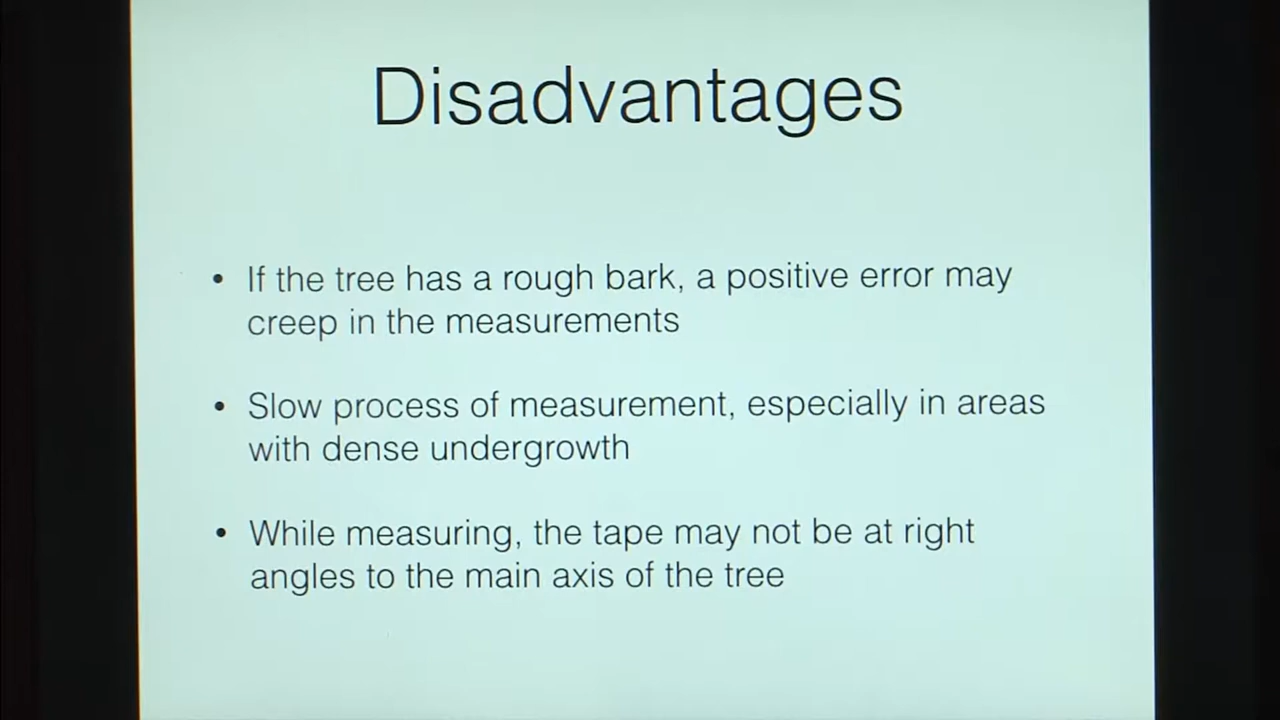 Disadvantages
• If the tree has a rough bark, a positive error may
creep in the measurements
• Slow process of measurement, especially in areas
with dense undergrowth
• While measuring, the tape may not be at right
angles to the main axis of the tree